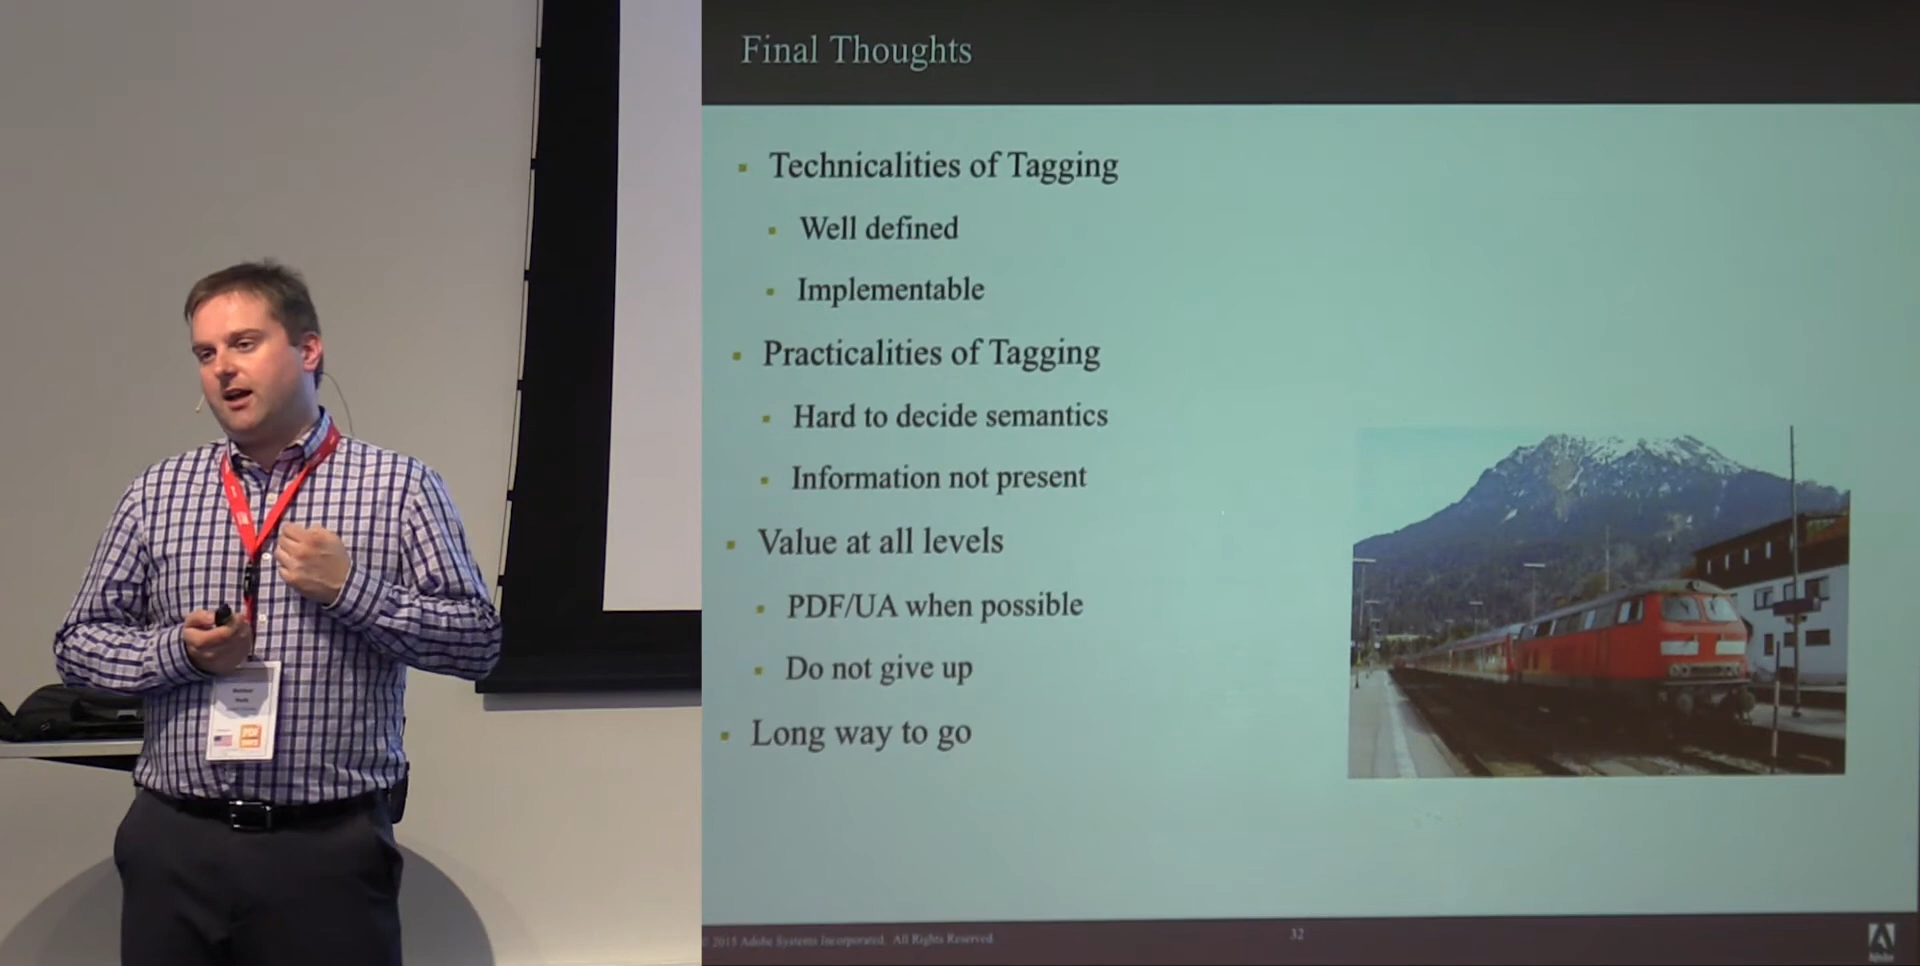 Final Thoughts
Technicalities of Tagging
Well defined
Implementable
Practicalities of Tagging
Hard to decide semantics
Information not present
Value at all levels
PDF/UA when possible
Do not give up
Long way to go
© 2015 Adobe Systems Incorporated. All Rights Reserved.
32
Adobe
PDF